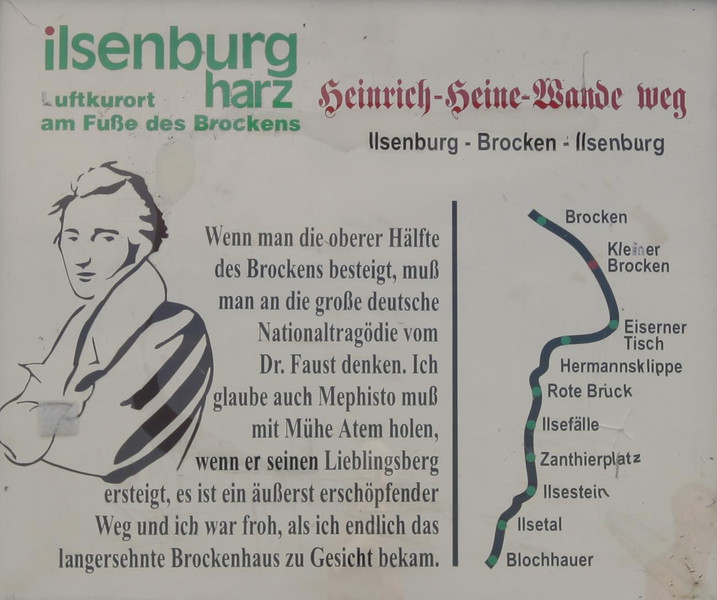 ilsenburg
harz
Luftkurort
am Fuße des Brockens
Heinrich-Heine-Wande weg
Ilsenburg - Brocken - Ilsenburg
Wenn man die oberer Hälfte
des Brockens besteigt, muß
man an die große deutsche
Nationaltragödie vom
Dr. Faust denken. Ich
glaube auch Mephisto muß
mit Mühe Atem holen,
wenn er seinen Lieblingsberg
ersteigt, es ist ein äußerst erschöpfender
Weg und ich war froh, als ich endlich das
langersehnte Brockenhaus zu Gesicht bekam.
Brocken
Kleiner
Brocken
Eiserner
Tisch
Hermannsklippe
Rote Brück
Ilsefälle
Zanthierplatz
Ilsestein
Ilsetal
Blochhauer